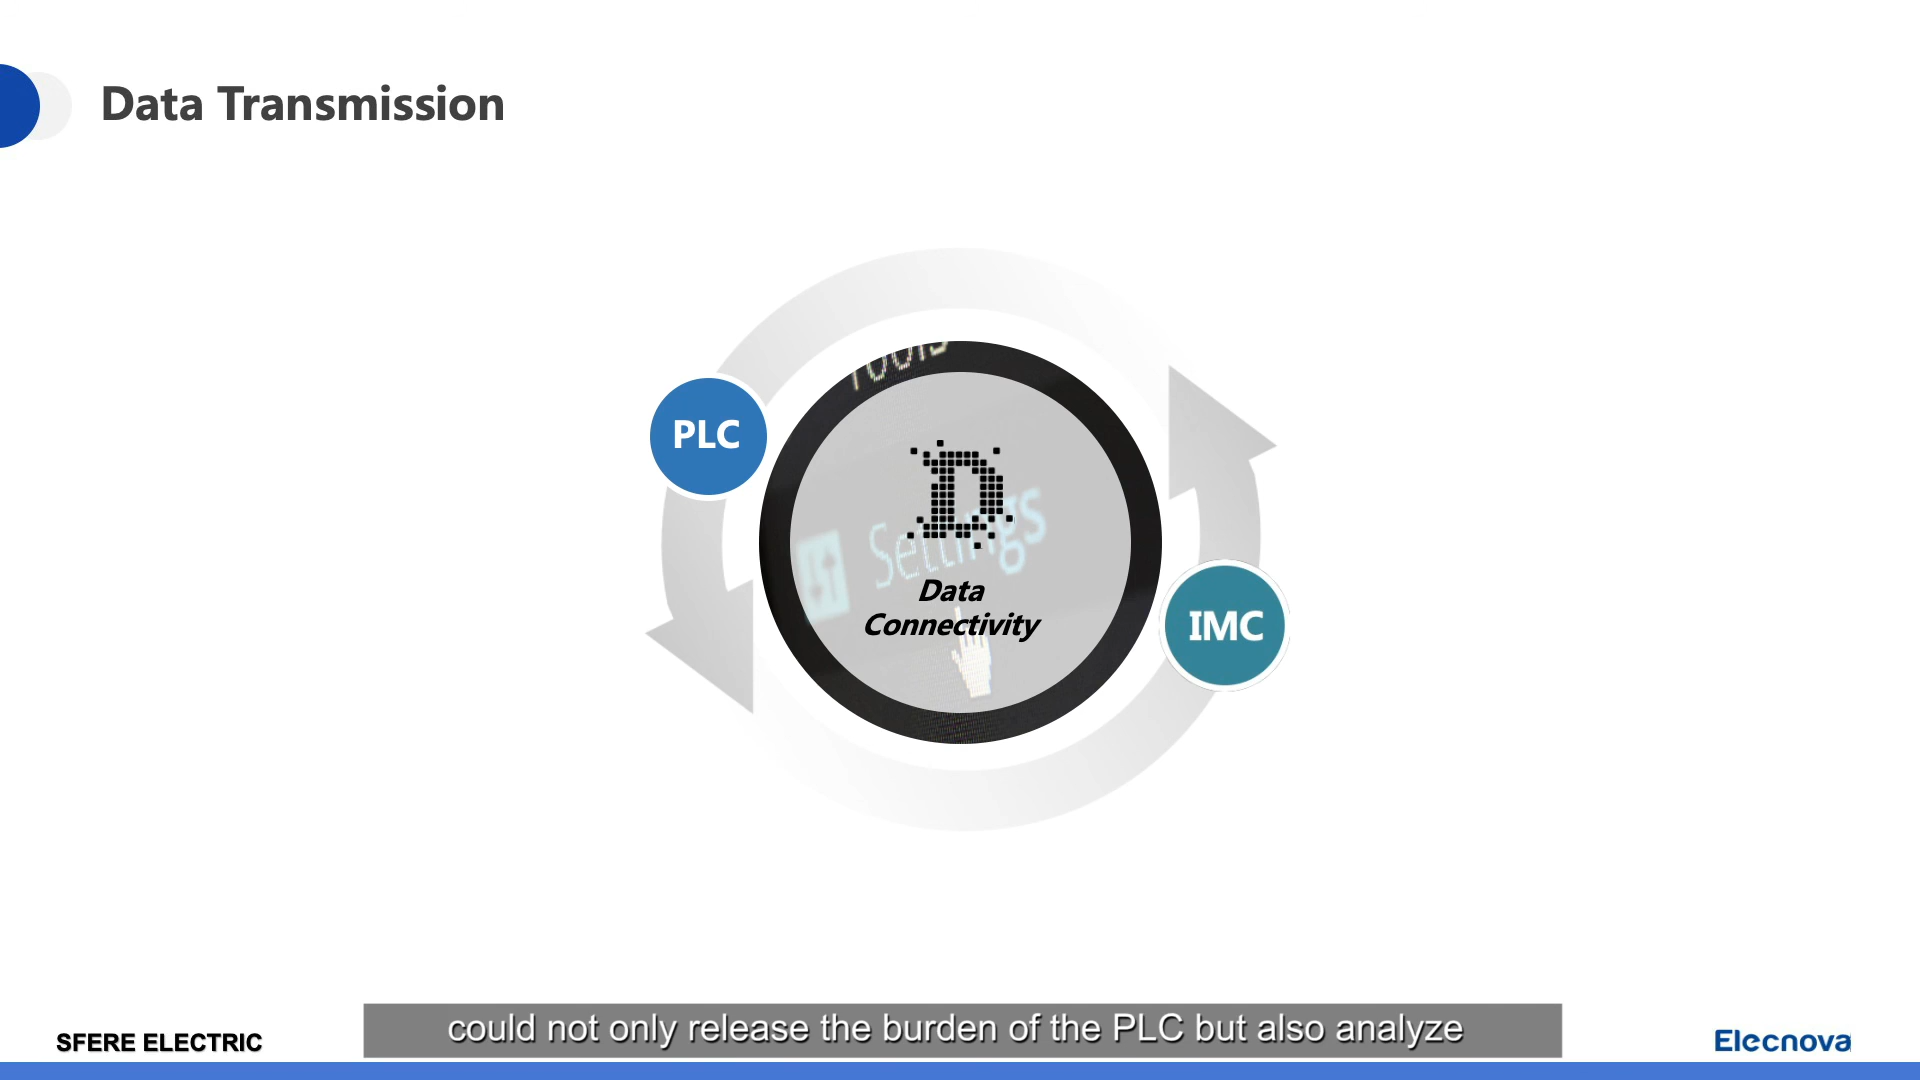 Data Transmission
Tools
PLC
D
Settings
Data
Connectivity
IMC
could not only release the burden of the PLC but also analyze
SFERE ELECTRIC
Elecnova